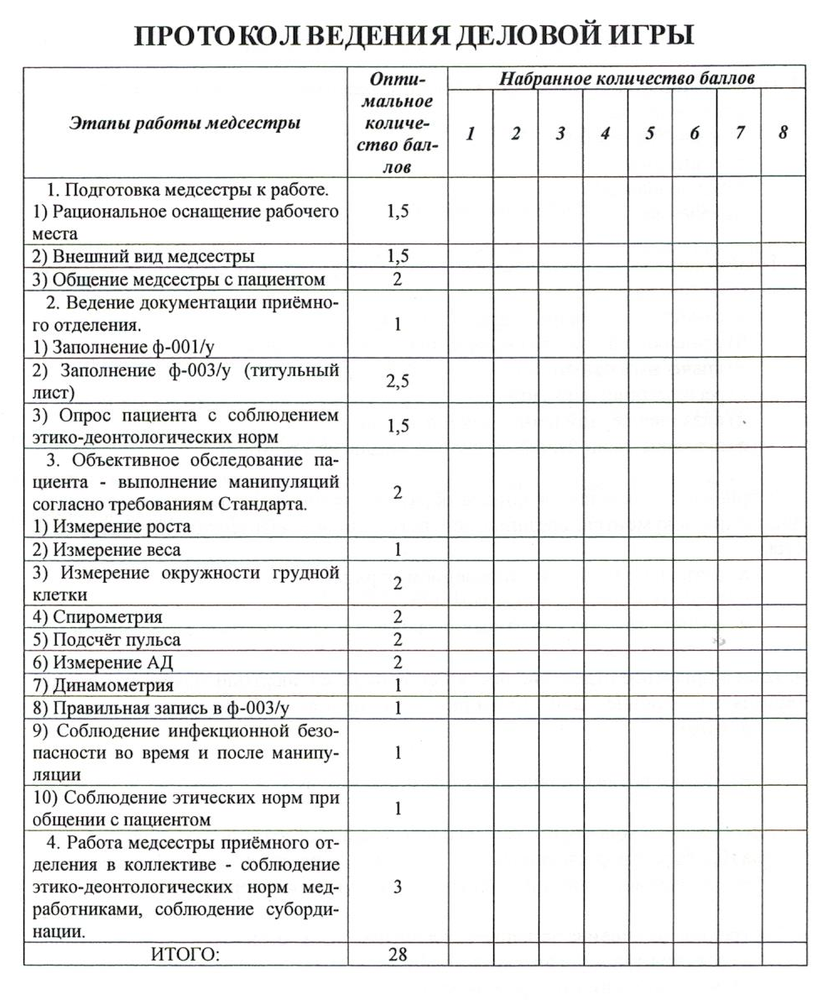 ПРОТОКОЛ ВЕДЕНИЯ ДЕЛОВОЙ ИГРЫ
Этапы работы медсестры
Опти-
мальное
количе-
ство бал-
лов
Набранное количество баллов
1 2 3 4 5 6 7 8
1. Подготовка медсестры к работе.
1) Рациональное оснащение рабочего
места
1,5
2) Внешний вид медсестры 1,5
3) Общение медсестры с пациентом 2
2. Ведение документации приёмно-
го отделения.
1) Заполнение ф-001/у
1
2) Заполнение ф-003/у (титульный
лист)
2,5
3) Опрос пациента с соблюдением
этико-деонтологических норм
1,5
3. Объективное обследование па-
циента - выполнение манипуляций
согласно требованиям Стандарта.
1) Измерение роста
2
2) Измерение веса 1
3) Измерение окружности грудной
клетки
2
4) Спирометрия 2
5) Подсчёт пульса 2
6) Измерение АД 2
7) Динамометрия 1
8) Правильная запись в ф-003/у 1
9) Соблюдение инфекционной безо-
пасности во время и после манипу-
ляции
1
10) Соблюдение этических норм при
общении с пациентом
1
4. Работа медсестры приёмного от-
деления в коллективе - соблюдение
этико-деонтологических норм мед-
работниками, соблюдение суборди-
нации.
3
ИТОГО: 28